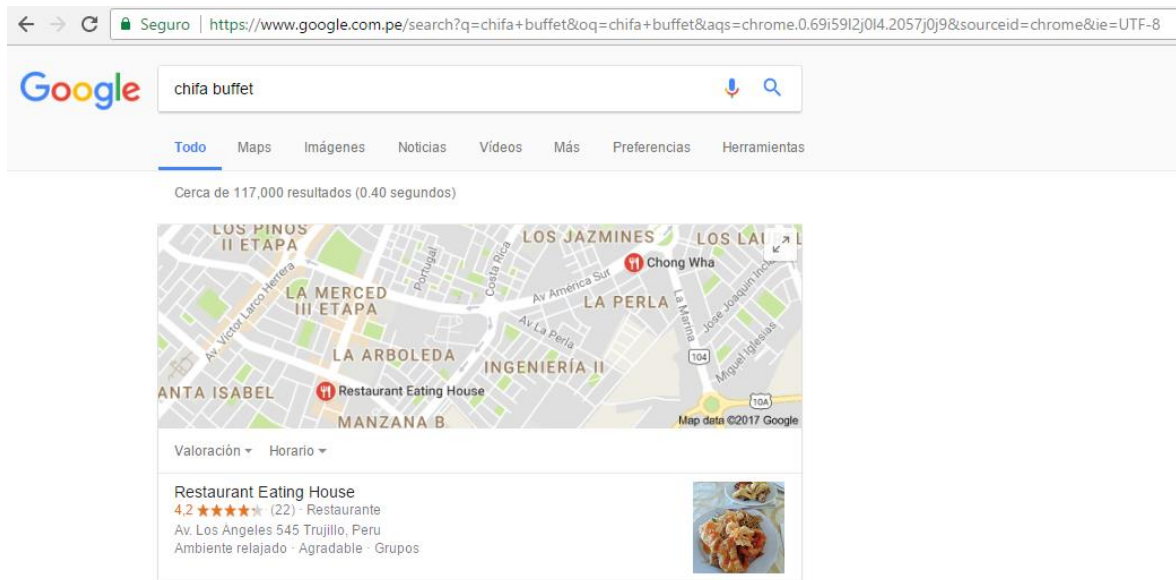 Seguro | https://www.google.com.pe/search?q=chifa+buffet&oq=chifa+buffet&aqs=chrome.0.69i59l2j0l4.2057j0j9&sourceid=chrome&ie=UTF-8
Google chifa buffet
Todo Maps Imágenes Noticias Vídeos Más Preferencias Herramientas
Cerca de 117,000 resultados (0.40 segundos)
LOS PINOS
II ETAPA
LOS JAZMINES
Chong Wha
Portugal
Costa Rica
Av. Víctor Larco Herrera
LA MERCED
III ETAPA
Av América Sur
LA PERLA
La Marina
Jose Joaquin
Av La Perla
LA ARBOLEDA
INGENIERÍA II
104
Miguel Iglesias
Restaurant Eating House
10A
MANZANA B
Map data ©2017 Google
Valoración Horario
Restaurant Eating House
4,2 (22) · Restaurante
Av. Los Angeles 545 Trujillo, Peru
Ambiente relajado · Agradable · Grupos